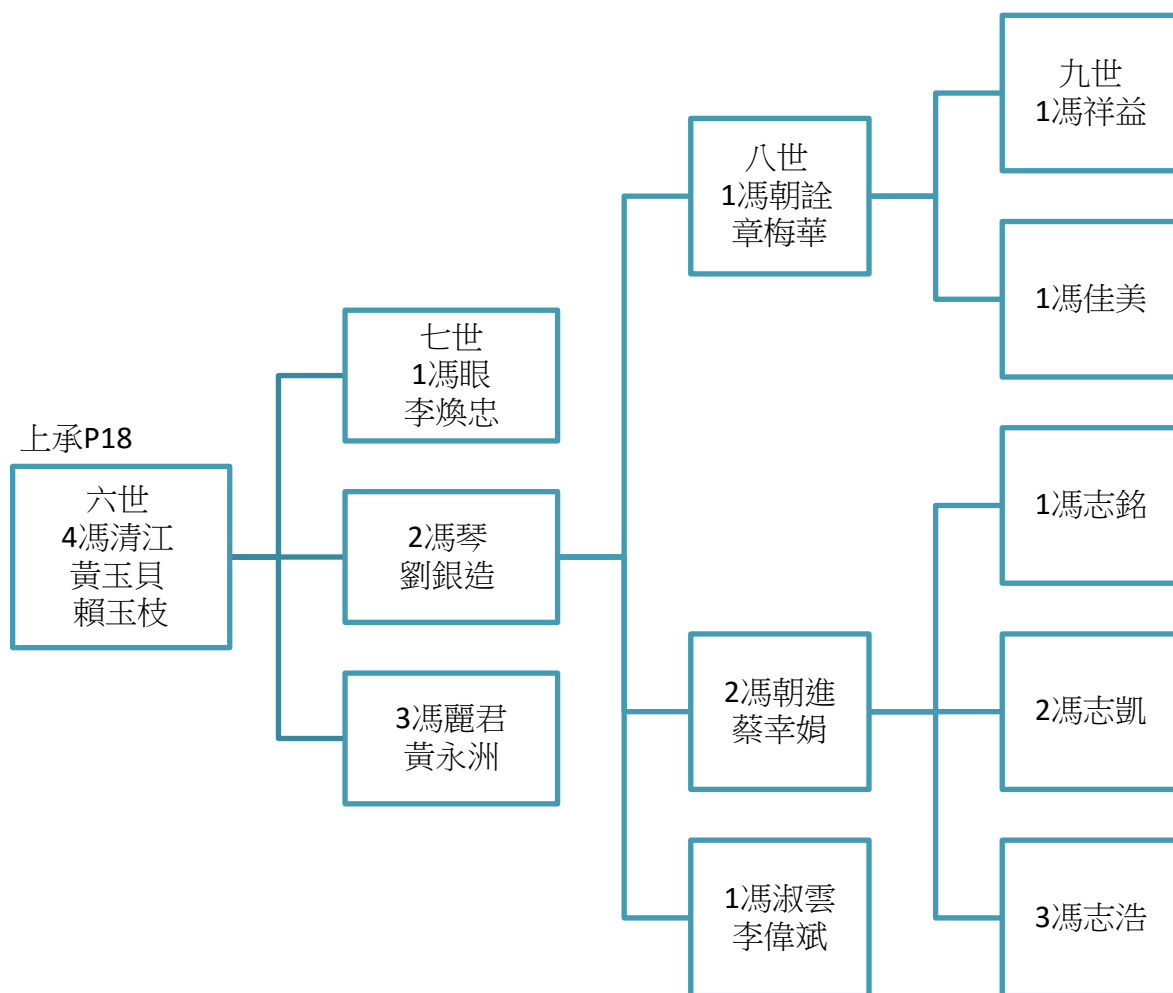 上承P18
六世
4馮清江
黃玉貝
賴玉枝
七世
1馮眼
李煥忠
2馮琴
劉銀造
3馮麗君
黃永洲
八世
1馮朝詮
章梅華
2馮朝進
蔡幸娟
1馮淑雲
李偉斌
九世
1馮祥益
1馮佳美
1馮志銘
2馮志凱
3馮志浩